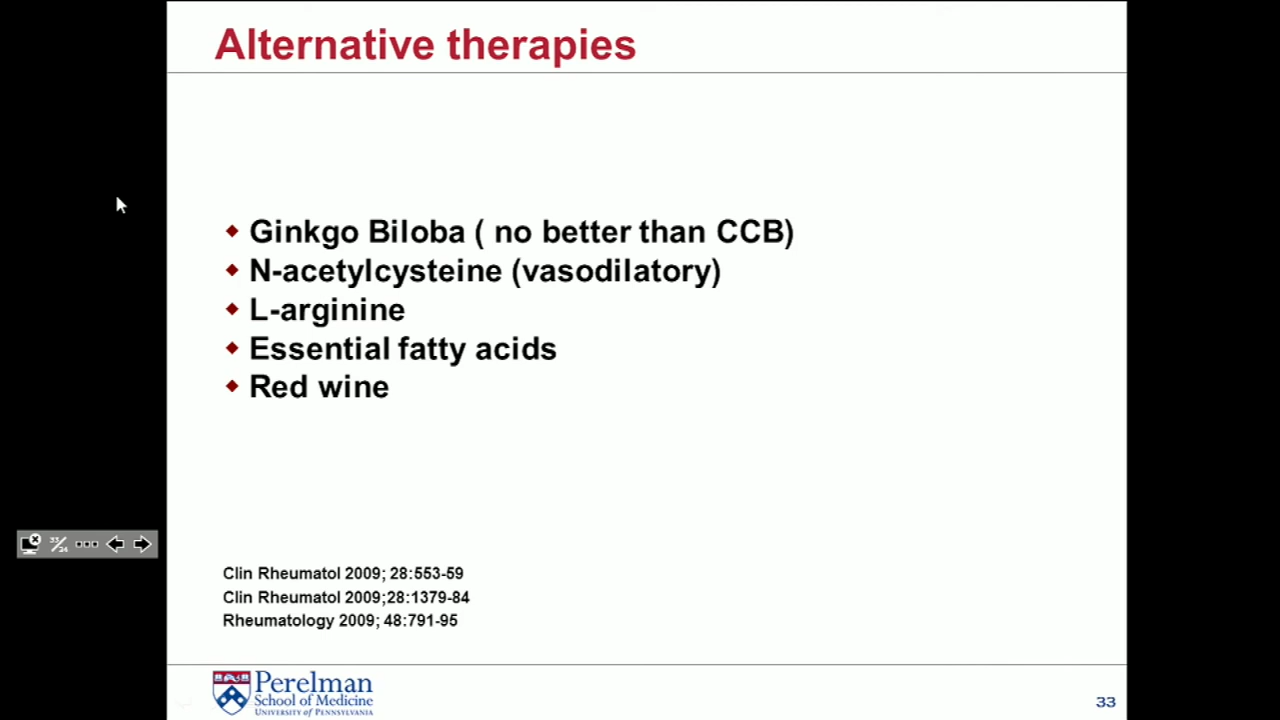 Alternative therapies
Ginkgo Biloba ( no better than CCB)
N-acetylcysteine (vasodilatory)
L-arginine
Essential fatty acids
Red wine
33/34
Clin Rheumatol 2009; 28:553-59
Clin Rheumatol 2009;28:1379-84
Rheumatology 2009; 48:791-95
Perelman
School of Medicine
University of Pennsylvania
33